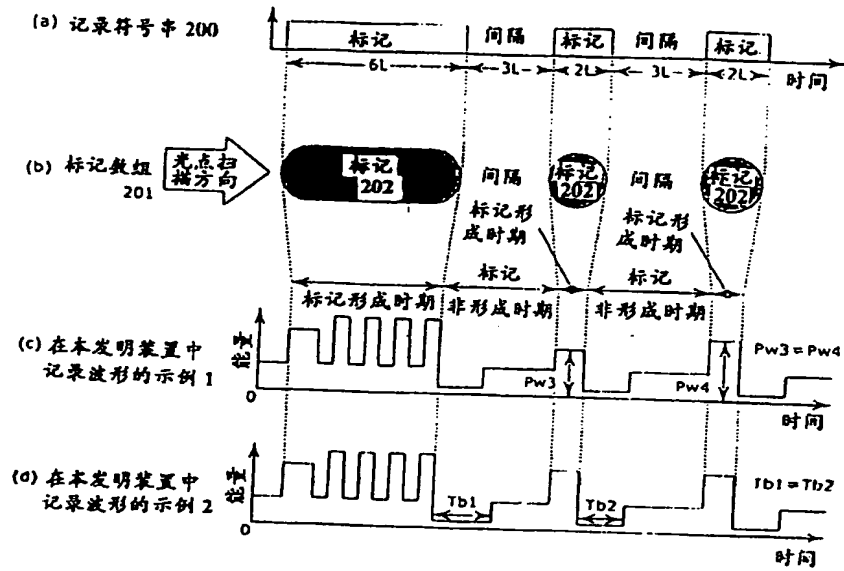 (a) 记录符号串 200
标记
间隔
标记
间隔
标记
6L
3L
2L
3L
2L
时间
(b) 标记数组
201
光点扫
描方向
标记
202
间隔
标记
202
间隔
标记
202
标记形
成时期
标记形
成时期
标记形成时期
标记
非形成时期
标记
非形成时期
(c) 在本发明装置中
记录波形的示例 1
能量
0
Pw3
Pw4
Pw3=Pw4
时间
(d) 在本发明装置中
记录波形的示例 2
能量
0
Tb1
Tb2
Tb1=Tb2
时间